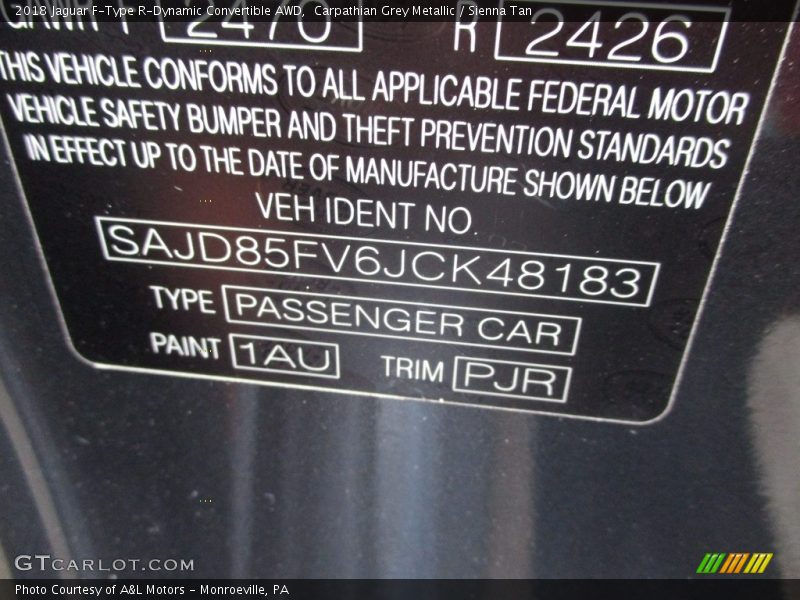 2018 Jaguar F-Type R-Dynamic Convertible AWD,  Carpathian Grey Metallic / Sienna Tan
2470 R 2426
THIS VEHICLE CONFORMS TO ALL APPLICABLE FEDERAL MOTOR
VEHICLE SAFETY BUMPER AND THEFT PREVENTION STANDARDS
IN EFFECT UP TO THE DATE OF MANUFACTURE SHOWN BELOW
VEH IDENT NO.
SAJD85FV6JCK48183
TYPE PASSENGER CAR
PAINT 1AU TRIM PJR
GTCARLOT.COM
Photo Courtesy of A&L Motors - Monroeville, PA